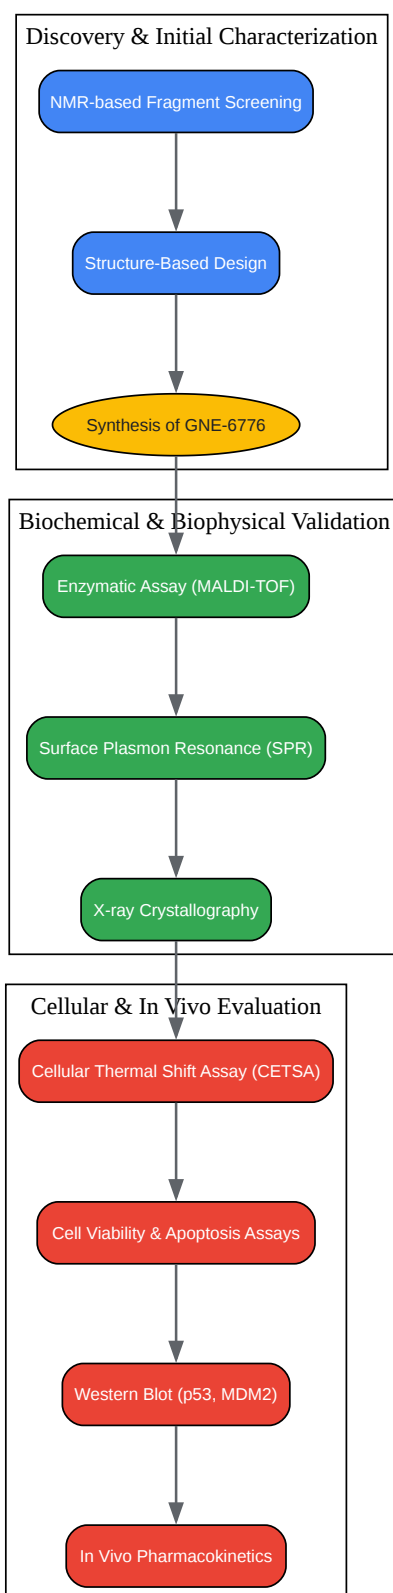 Discovery & Initial Characterization
NMR-based Fragment Screening
Structure-Based Design
Synthesis of GNE-6776
Biochemical & Biophysical Validation
Enzymatic Assay (MALDI-TOF)
Surface Plasmon Resonance (SPR)
X-ray Crystallography
Cellular & In Vivo Evaluation
Cellular Thermal Shift Assay (CETSA)
Cell Viability & Apoptosis Assays
Western Blot (p53, MDM2)
In Vivo Pharmacokinetics